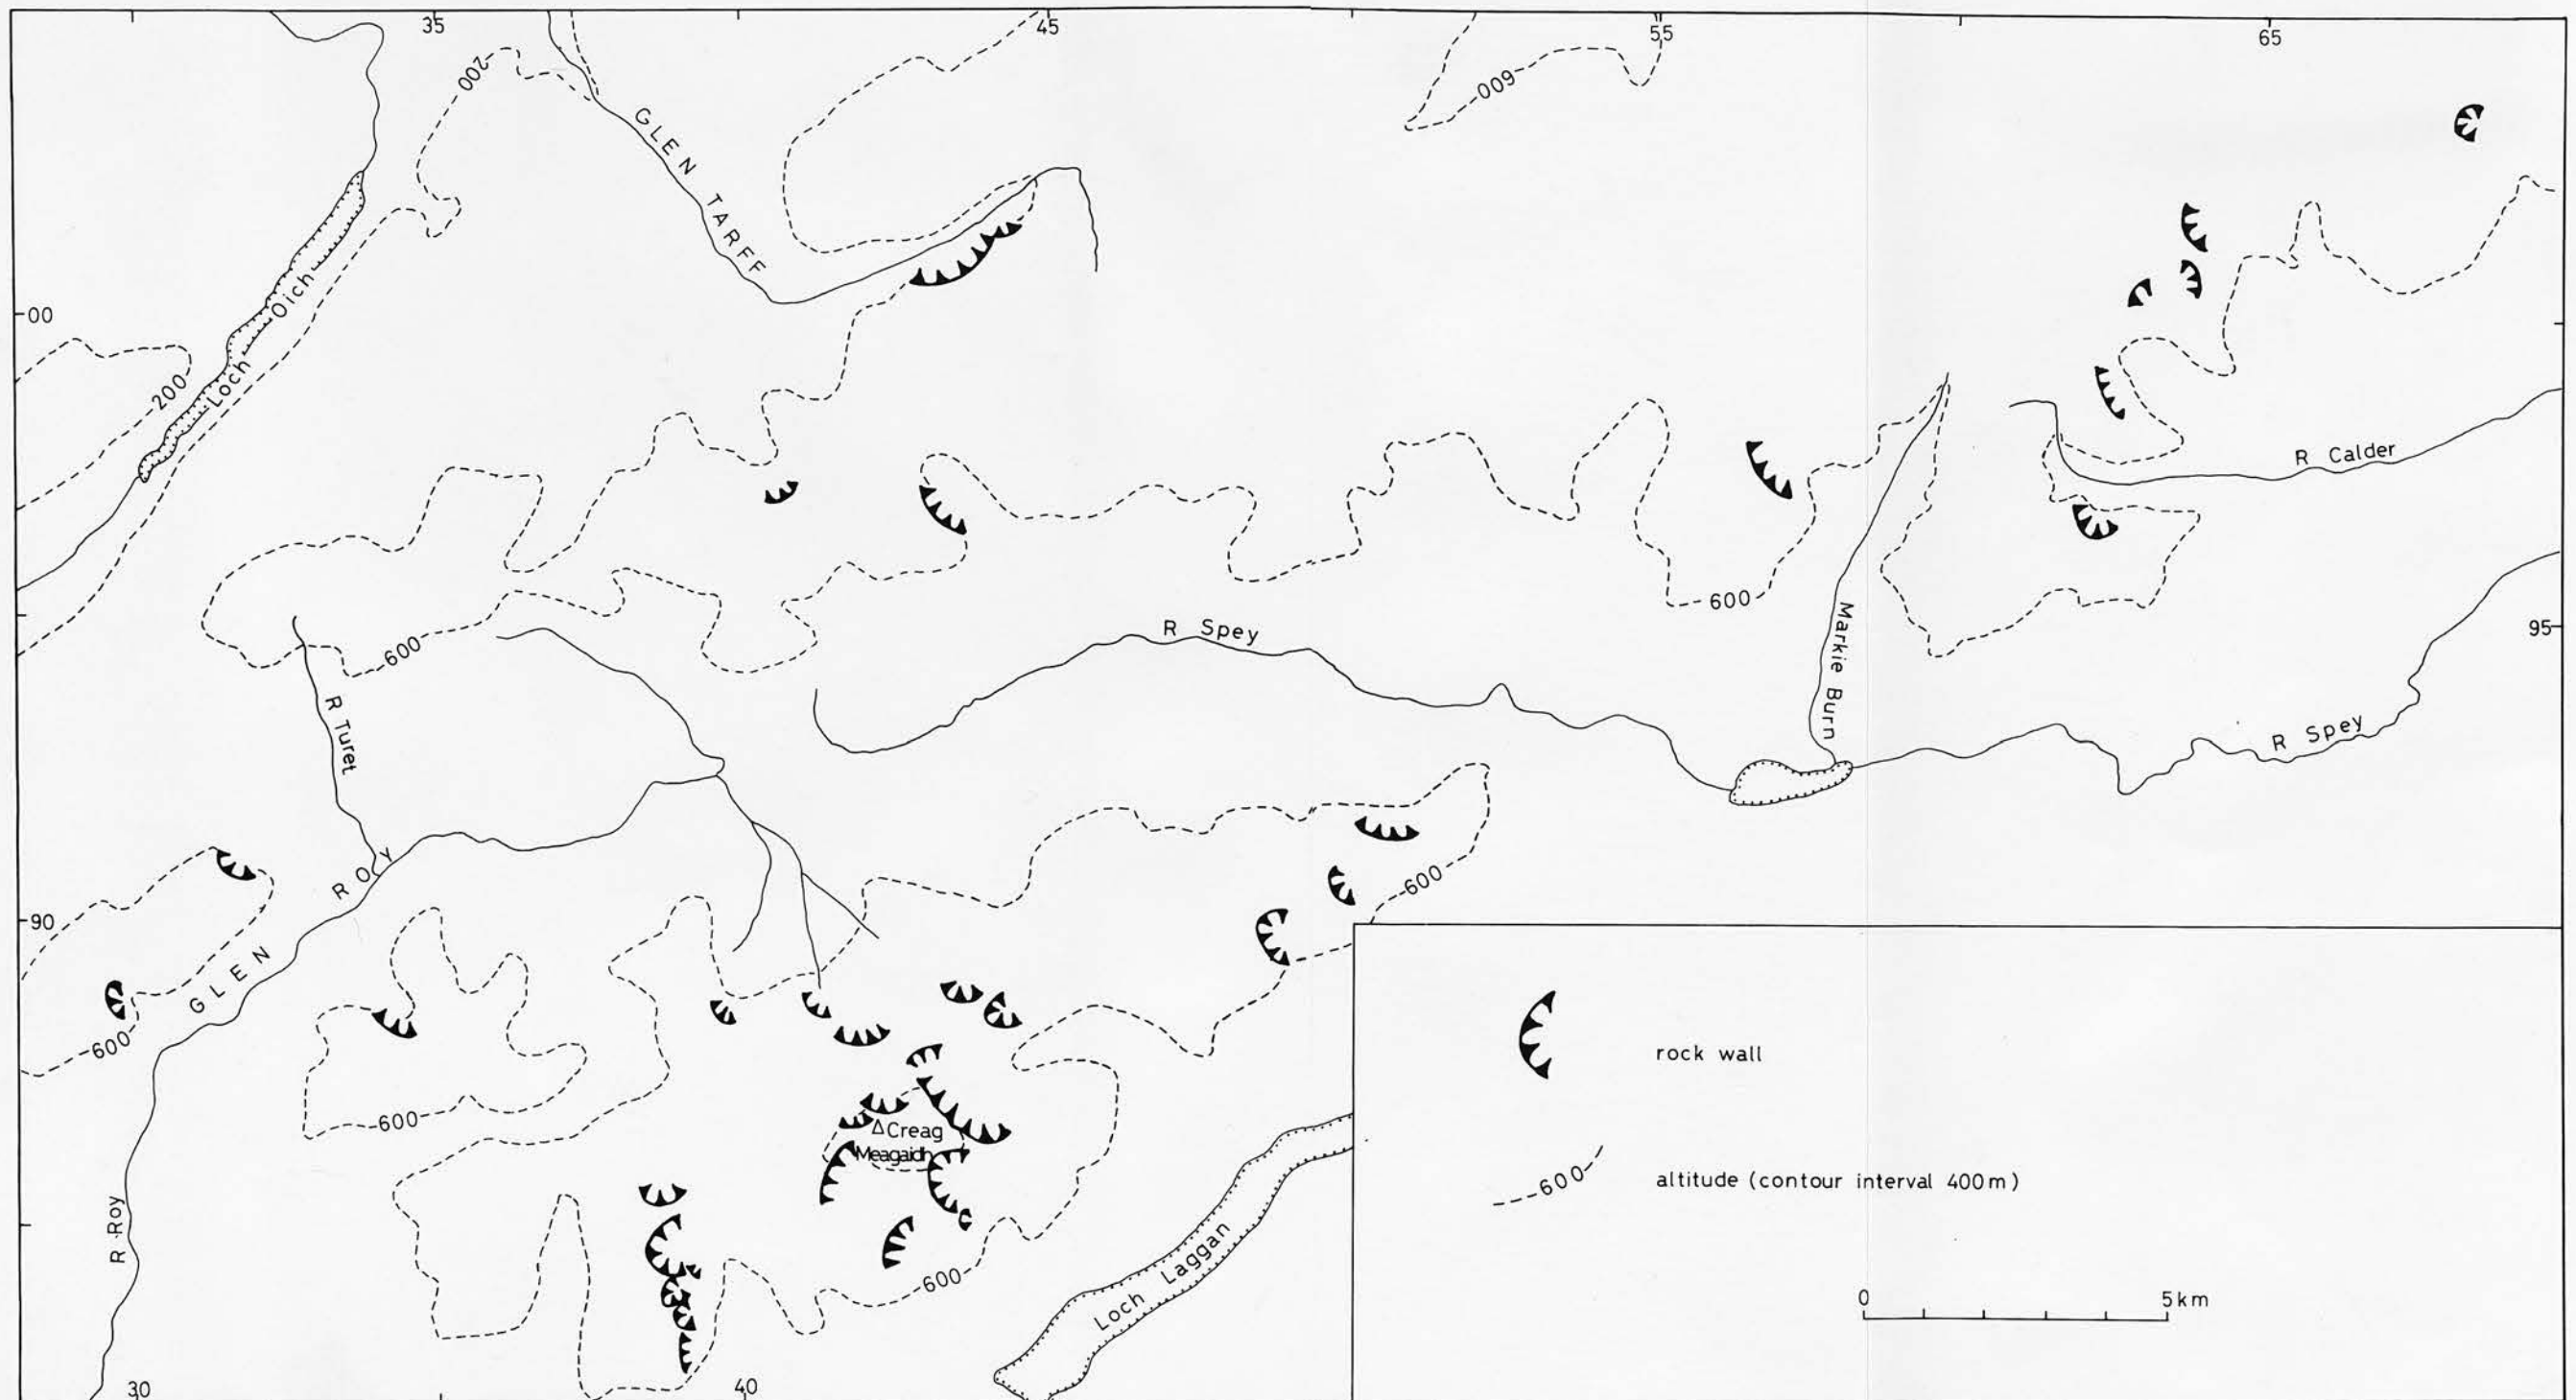 35
45
55
65
200
600
GLEN TARFF
Loch Oich
00
200
R Calder
600
Markie Burn
95
R Spey
600
R Turet
R Spey
GLEN ROY
600
90
600
600
Δ Creag
Meagaidh
R Roy
600
Loch Laggan
30
40
rock wall
600
altitude (contour interval 400m)
0 5km